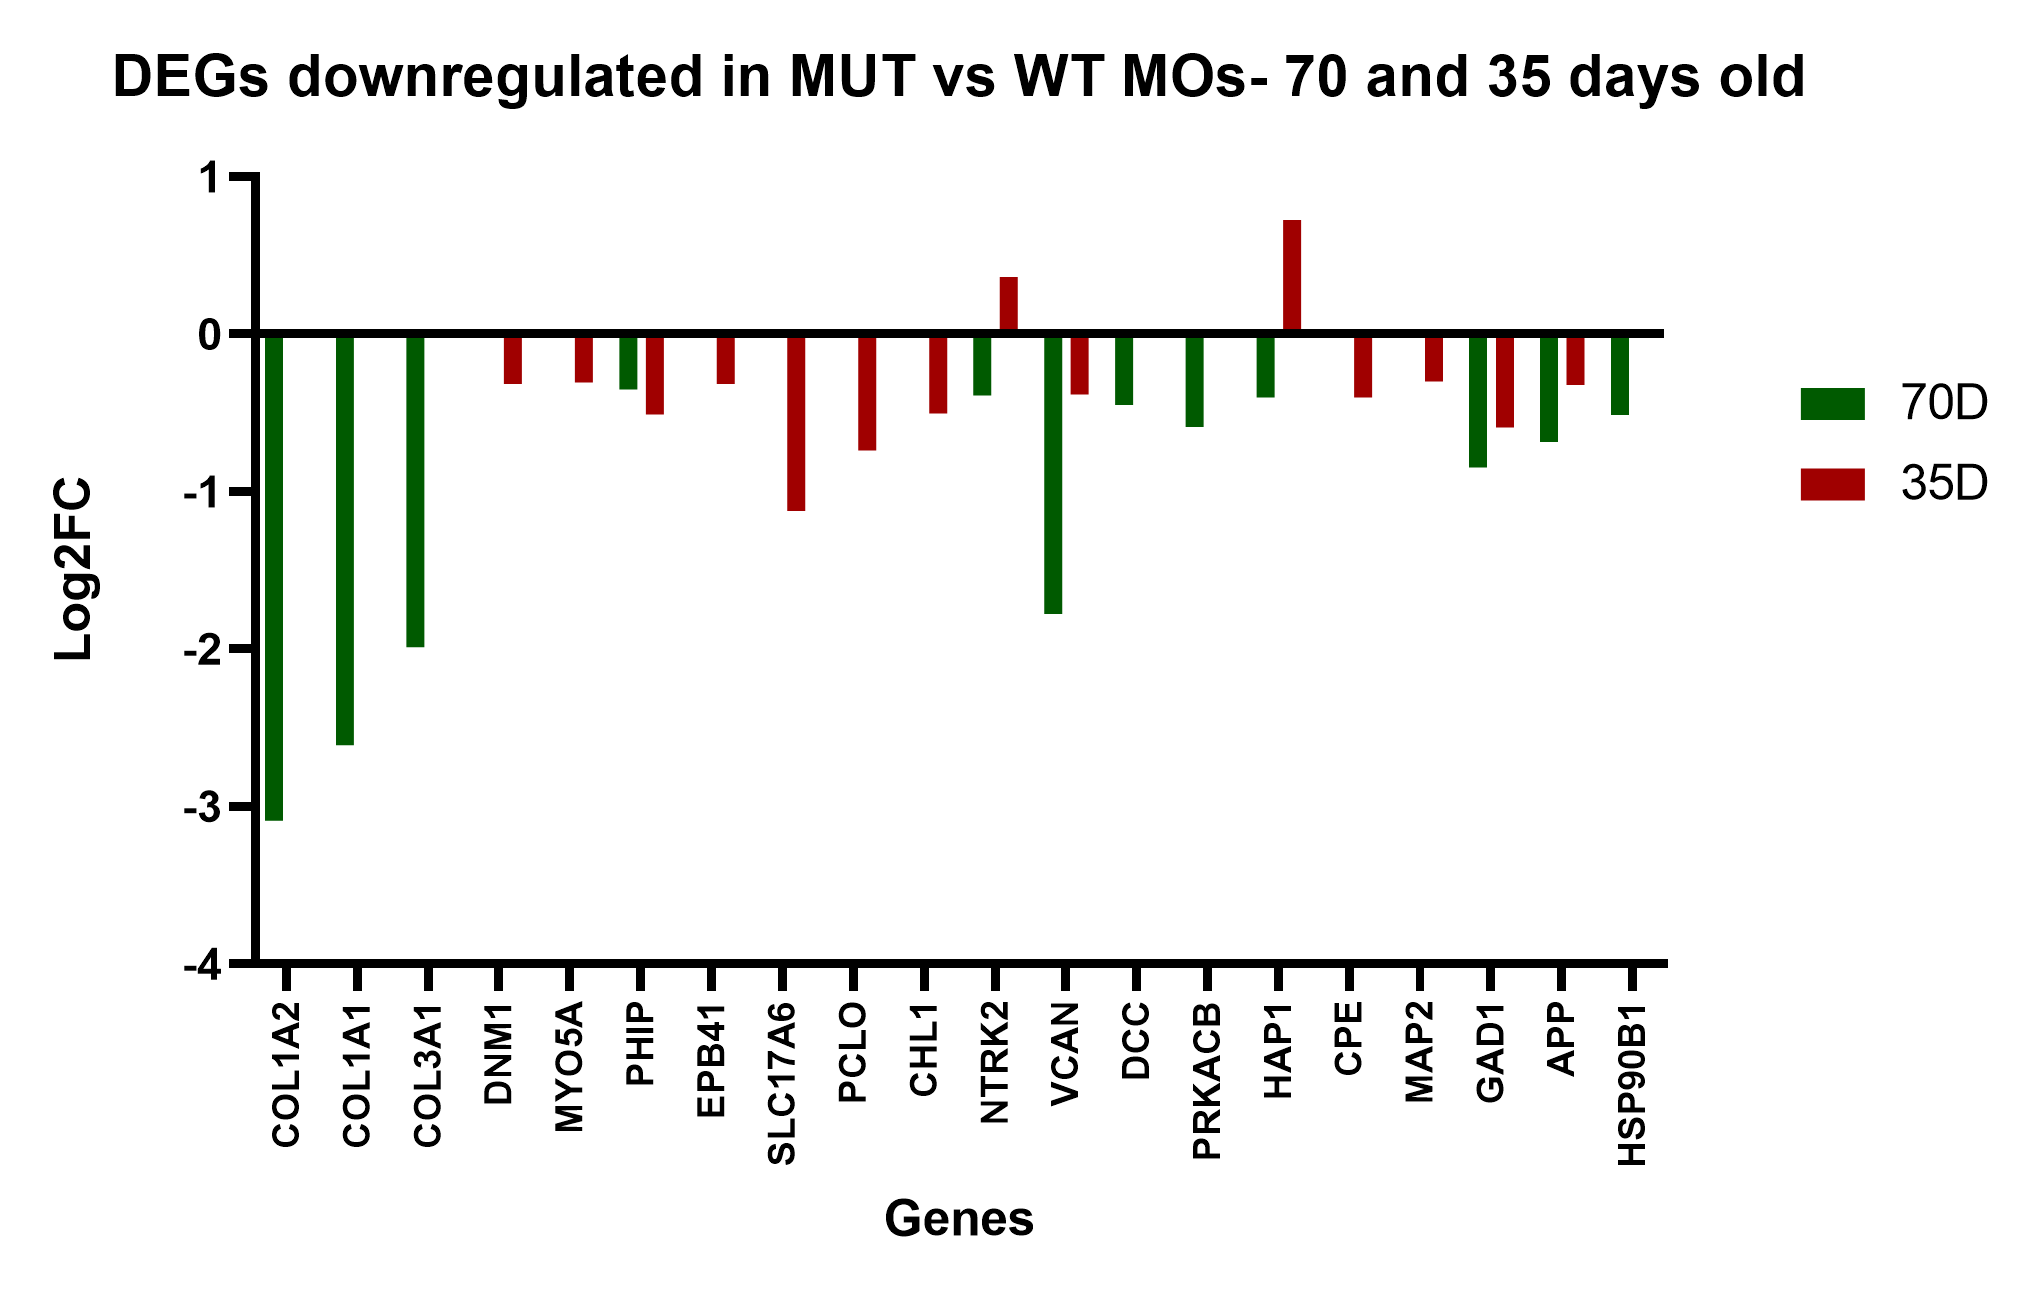 DEGs downregulated in MUT vs WT MOs- 70 and 35 days old
1
0
-1
-2
-3
-4
Log2FC
70D
35D
COL1A2
COL1A1
COL3A1
DNM1
MYO5A
PHIP
EPB41
SLC17A6
PCLO
CHL1
NTRK2
VCAN
DCC
PRKACB
HAP1
CPE
MAP2
GAD1
APP
HSP90B1
Genes